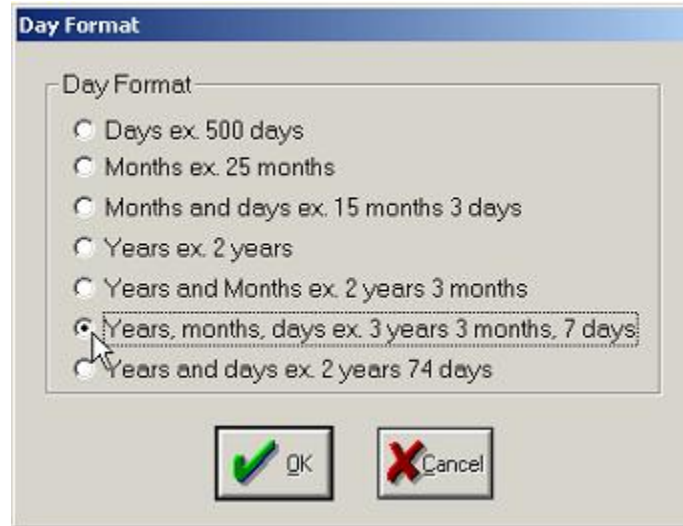 Day Format
Day Format
Days ex. 500 days
Months ex. 25 months
Months and days ex. 15 months 3 days
Years ex. 2 years
Years and Months ex. 2 years 3 months
Years, months, days ex. 3 years 3 months, 7 days
Years and days ex. 2 years 74 days
OK
Cancel